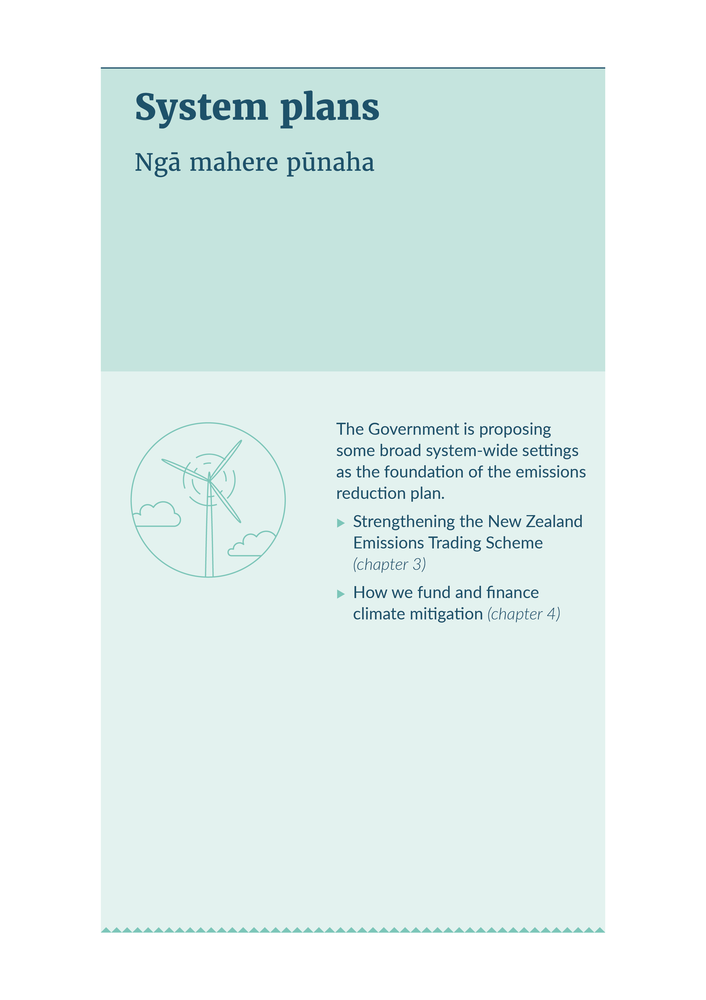 System plans
Ngā mahere pūnaha
The Government is proposing
some broad system-wide settings
as the foundation of the emissions
reduction plan.
Strengthening the New Zealand
Emissions Trading Scheme
(chapter 3)
How we fund and finance
climate mitigation (chapter 4)